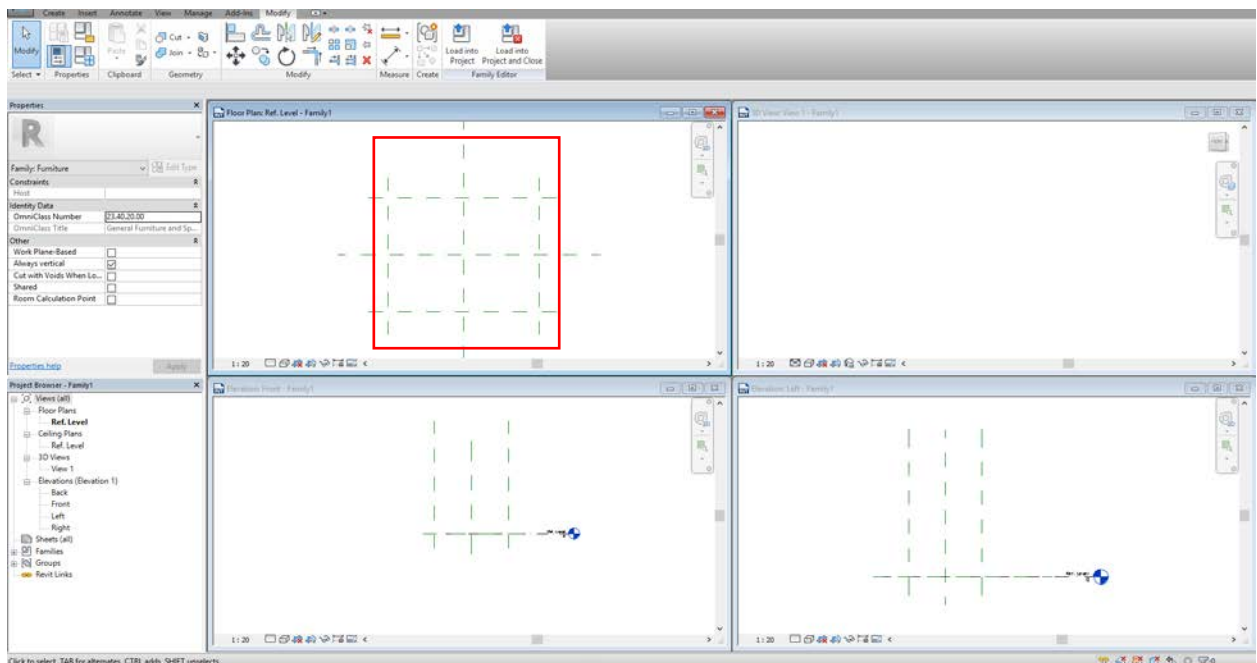 Create Insert Annotate View Manage Add-Ins Modify
Modify
Paste
Cut
Join
Load into Project
Load into Project and Close
Select Properties Clipboard Geometry Modify Measure Create Family Editor
Properties
R
Family: Furniture
Edit Type
Constraints
Host
Identity Data
OmniClass Number 23.40.20.00
OmniClass Title General Furniture and Sp...
Other
Work Plane-Based
Always vertical
Cut with Voids When Lo...
Shared
Room Calculation Point
Properties help
Apply
Project Browser - Family1
Views (all)
Floor Plans
Ref. Level
Ceiling Plans
Ref. Level
3D Views
View 1
Elevations (Elevation 1)
Back
Front
Left
Right
Sheets (all)
Families
Groups
Revit Links
Floor Plan: Ref. Level - Family1
1 : 20
3D View: View 1 - Family1
1 : 20
Elevation: Front - Family1
1 : 20
Elevation: Left - Family1
Ref. Level
1 : 20
Click to select, TAB for alternates, CTRL adds, SHIFT unselects.